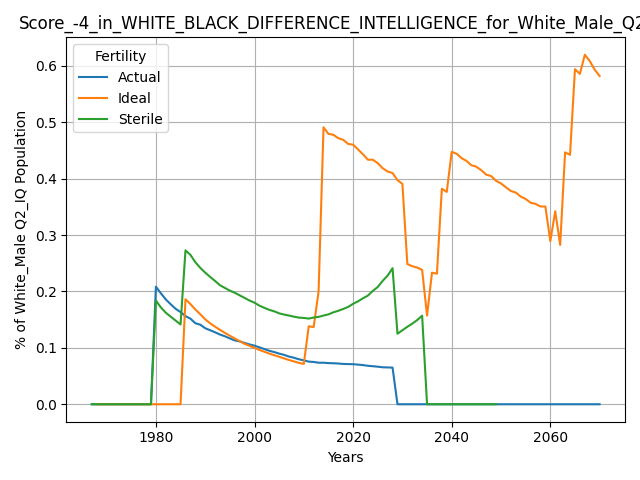 Score_-4_in_WHITE_BLACK_DIFFERENCE_INTELLIGENCE_for_White_Male_Q2
Fertility
Actual
Ideal
Sterile
% of White_Male Q2_IQ Population
0.6
0.5
0.4
0.3
0.2
0.1
0.0
1980 2000 2020 2040 2060
Years